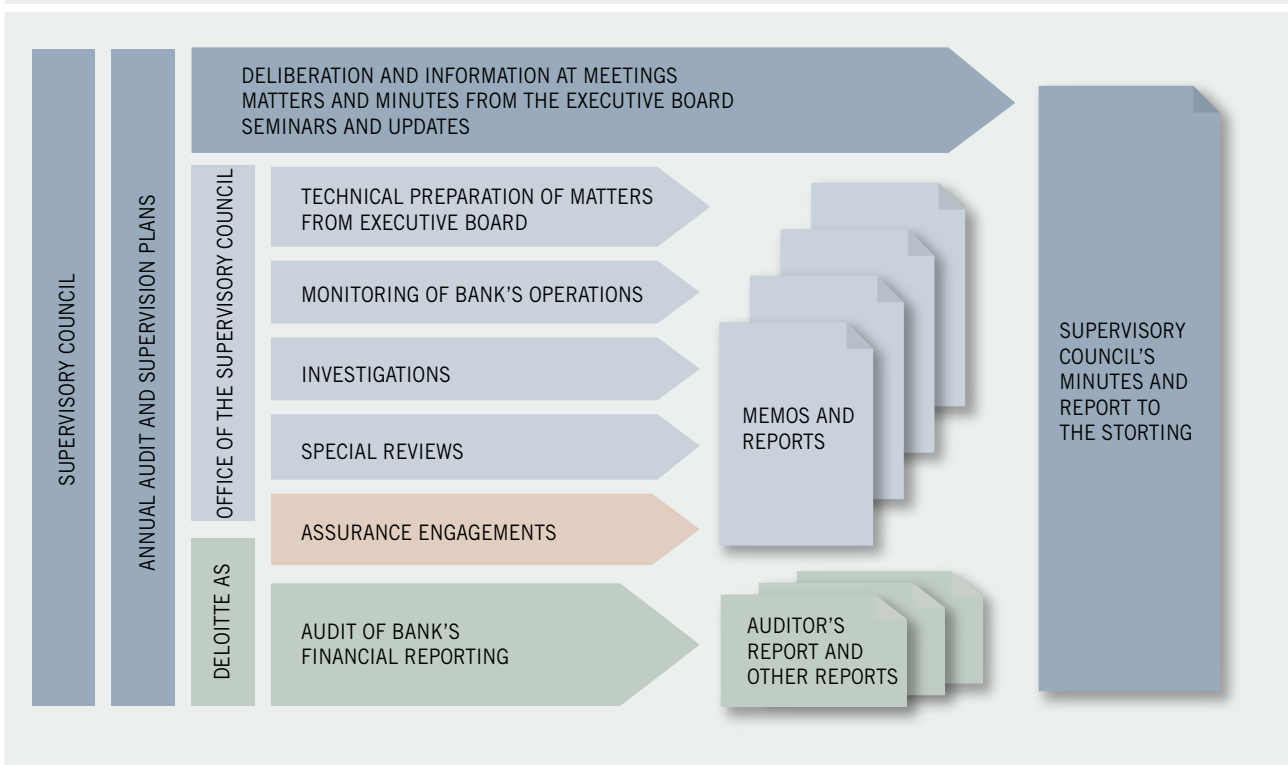 SUPERVISORY COUNCIL
ANNUAL AUDIT AND SUPERVISION PLANS
DELIBERATION AND INFORMATION AT MEETINGS
MATTERS AND MINUTES FROM THE EXECUTIVE BOARD
SEMINARS AND UPDATES
OFFICE OF THE SUPERVISORY COUNCIL
TECHNICAL PREPARATION OF MATTERS
FROM EXECUTIVE BOARD
MONITORING OF BANK'S OPERATIONS
INVESTIGATIONS
SPECIAL REVIEWS
ASSURANCE ENGAGEMENTS
DELOITTE AS
AUDIT OF BANK'S
FINANCIAL REPORTING
MEMOS AND
REPORTS
AUDITOR'S
REPORT AND
OTHER REPORTS
SUPERVISORY
COUNCIL'S
MINUTES AND
REPORT TO
THE STORTING